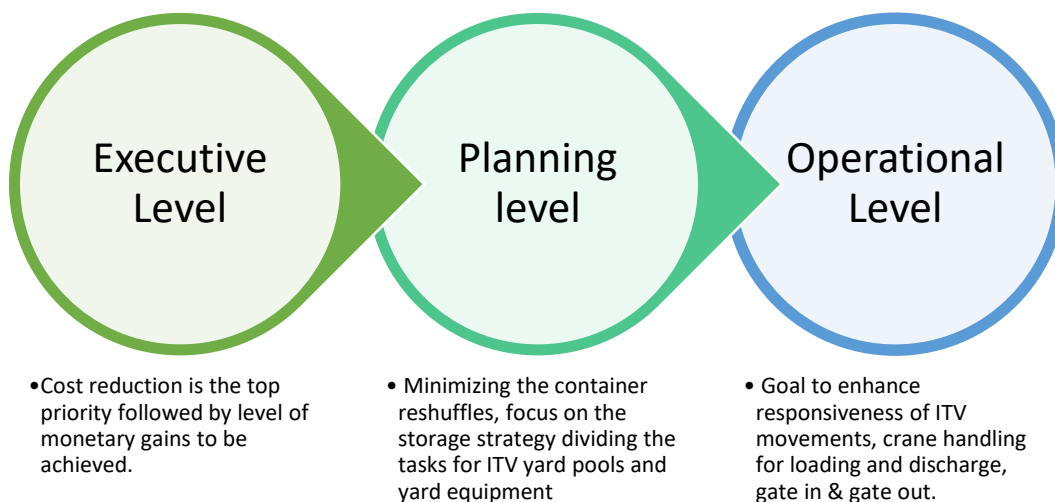 Executive
Level
Planning
level
Operational
Level
•Cost reduction is the top
priority followed by level of
monetary gains to be
achieved.
• Minimizing the container
reshuffles, focus on the
storage strategy dividing the
tasks for ITV yard pools and
yard equipment
• Goal to enhance
responsiveness of ITV
movements, crane handling
for loading and discharge,
gate in & gate out.